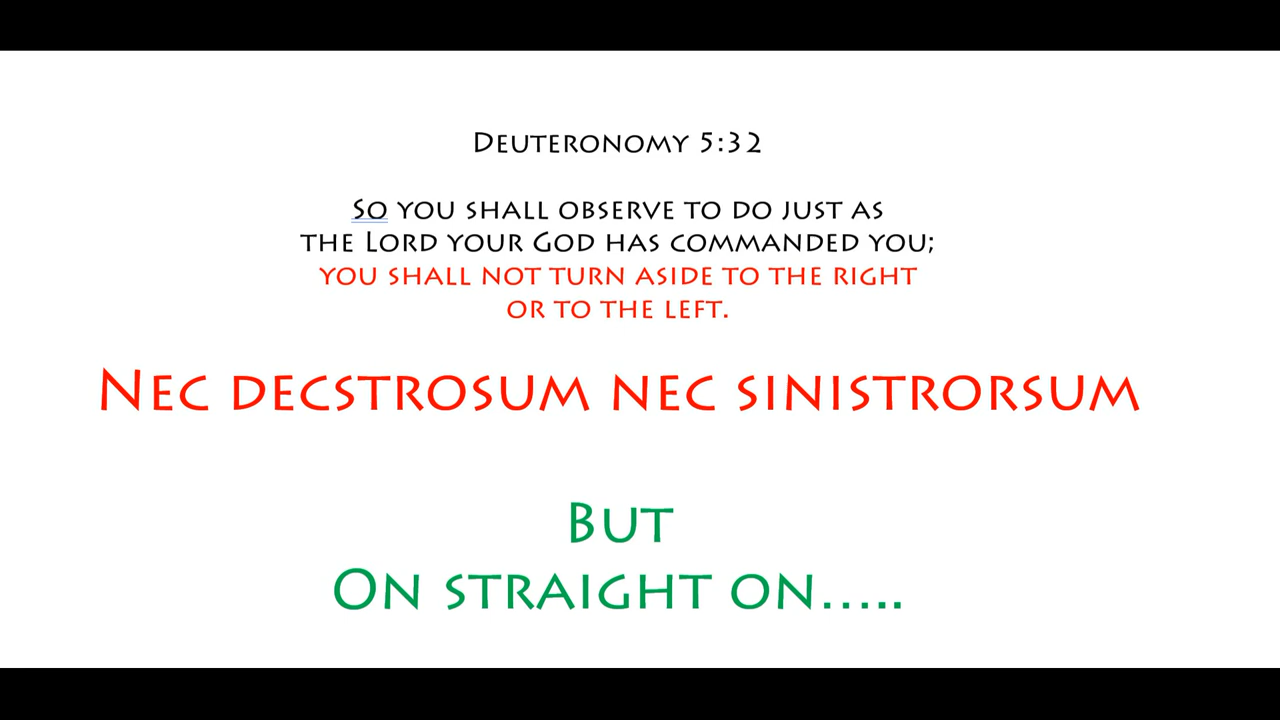 Deuteronomy 5:32
So you shall observe to do just as
the Lord your God has commanded you;
you shall not turn aside to the right
or to the left.
Nec decstrosum nec sinistrorsum
But
On straight on…..